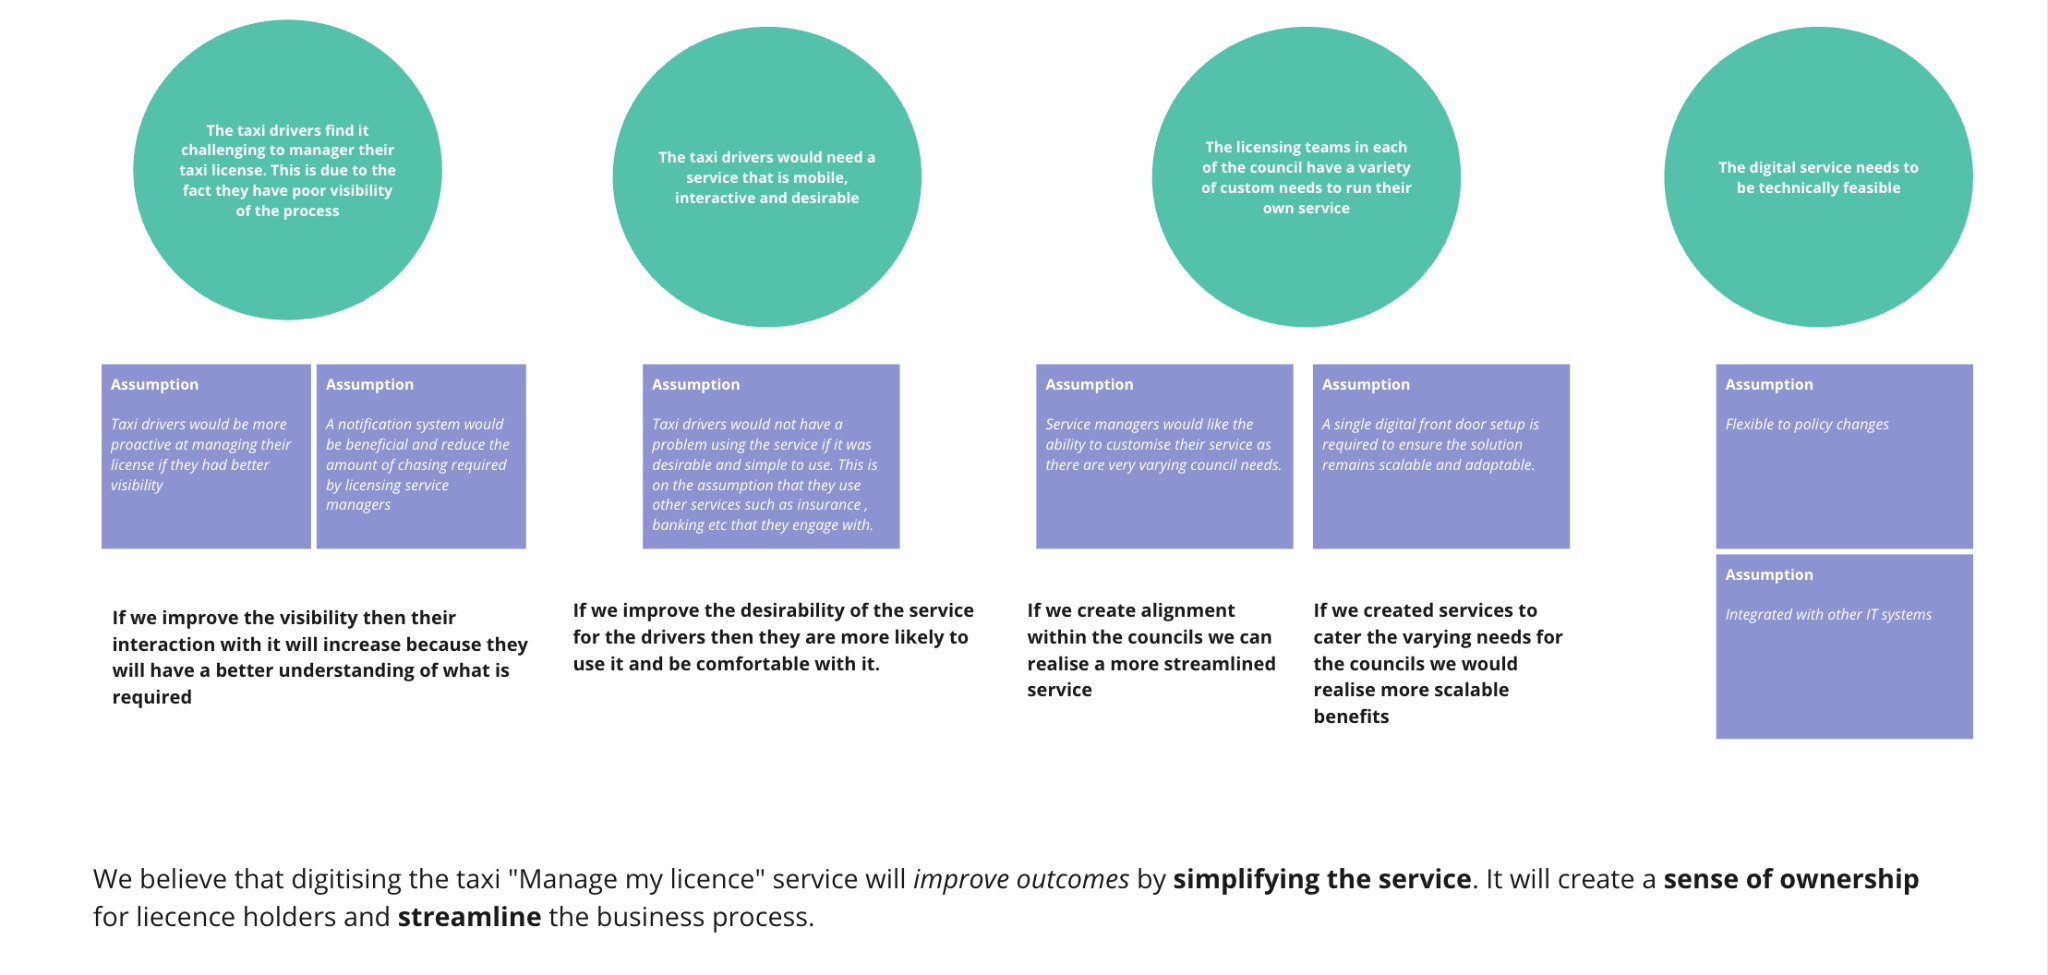 The taxi drivers find it
challenging to manager their
taxi license. This is due to the
fact they have poor visibility
of the process
The taxi drivers would need a
service that is mobile,
interactive and desirable
The licensing teams in each
of the council have a variety
of custom needs to run their
own service
The digital service needs to
be technically feasible
Assumption
Taxi drivers would be more
proactive at managing their
license if they had better
visibility
Assumption
A notification system would
be beneficial and reduce the
amount of chasing required
by licensing service
managers
Assumption
Taxi drivers would not have a
problem using the service if it was
desirable and simple to use. This is
on the assumption that they use
other services such as insurance ,
banking etc that they engage with.
Assumption
Service managers would like the
ability to customise their service as
there are very varying council needs.
Assumption
A single digital front door setup is
required to ensure the solution
remains scalable and adaptable.
Assumption
Flexible to policy changes
Assumption
Integrated with other IT systems
If we improve the visibility then their
interaction with it will increase because they
will have a better understanding of what is
required
If we improve the desirability of the service
for the drivers then they are more likely to
use it and be comfortable with it.
If we create alignment
within the councils we can
realise a more streamlined
service
If we created services to
cater the varying needs for
the councils we would
realise more scalable
benefits
We believe that digitising the taxi "Manage my licence" service will improve outcomes by simplifying the service. It will create a sense of ownership
for liecence holders and streamline the business process.